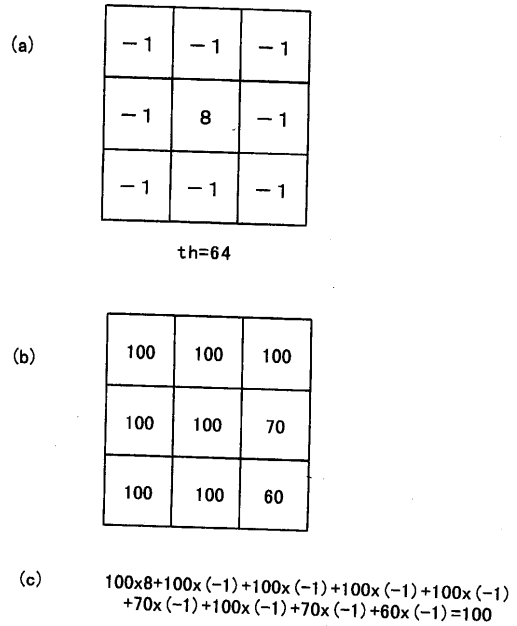 (a)
-1 -1 -1
-1 8 -1
-1 -1 -1
th=64
(b)
100 100 100
100 100 70
100 100 60
(c)
100x8+100x(-1)+100x(-1)+100x(-1)+100x(-1)
+70x(-1)+100x(-1)+70x(-1)+60x(-1)=100